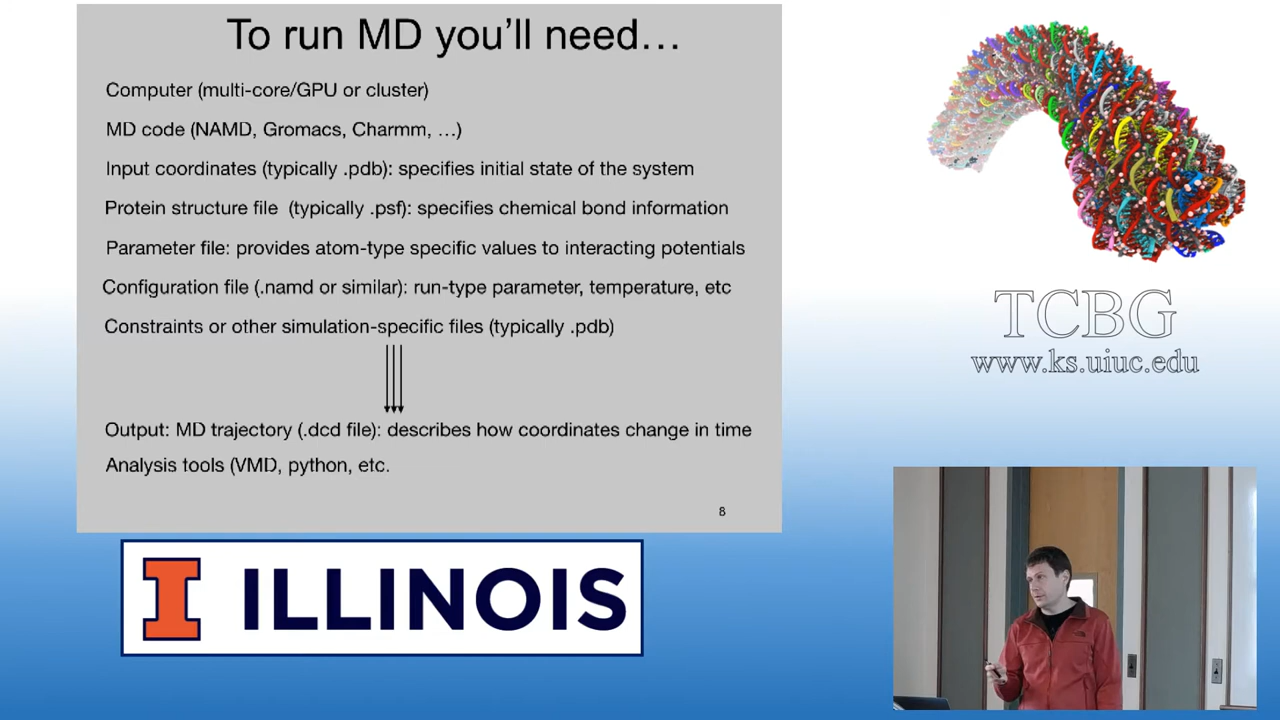 To run MD you'll need…
Computer (multi-core/GPU or cluster)
MD code (NAMD, Gromacs, Charmm, …)
Input coordinates (typically .pdb): specifies initial state of the system
Protein structure file (typically .psf): specifies chemical bond information
Parameter file: provides atom-type specific values to interacting potentials
Configuration file (.namd or similar): run-type parameter, temperature, etc
Constraints or other simulation-specific files (typically .pdb)
Output: MD trajectory (.dcd file): describes how coordinates change in time
Analysis tools (VMD, python, etc.
8
TCBG
www.ks.uiuc.edu
I ILLINOIS